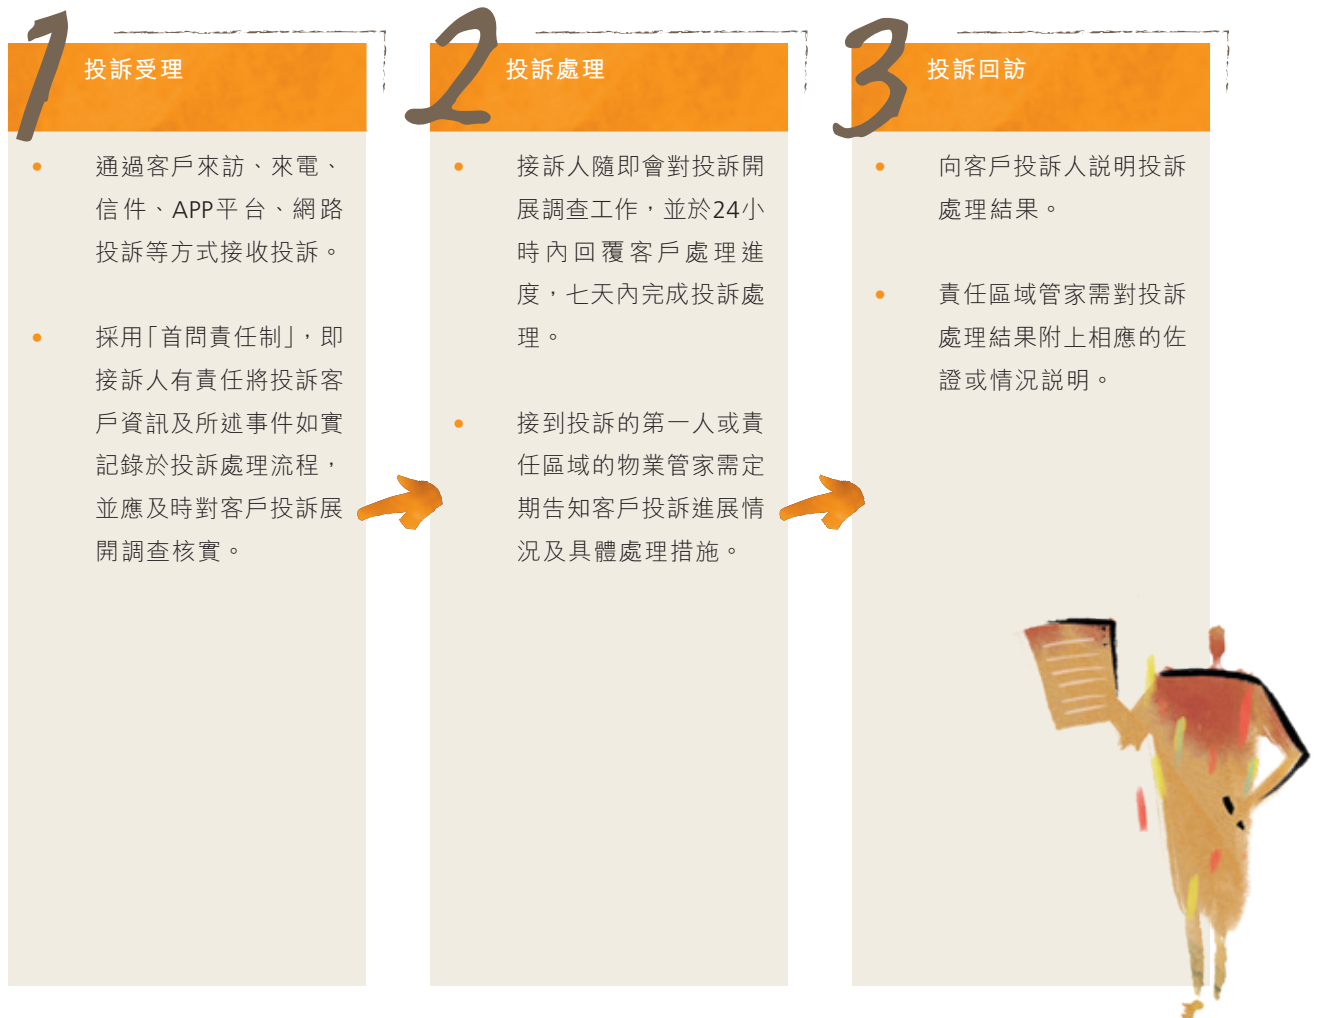 1
投訴受理
• 通過客戶來訪、來電、
信件、APP平台、網路
投訴等方式接收投訴。
• 採用「首問責任制」，即
接訴人有責任將投訴客
戶資訊及所述事件如實
記錄於投訴處理流程，
並應及時對客戶投訴展
開調查核實。
2
投訴處理
• 接訴人隨即會對投訴開
展調查工作，並於24小
時內回覆客戶處理進
度，七天內完成投訴處
理。
• 接到投訴的第一人或責
任區域的物業管家需定
期告知客戶投訴進展情
況及具體處理措施。
3
投訴回訪
• 向客戶投訴人説明投訴
處理結果。
• 責任區域管家需對投訴
處理結果附上相應的佐
證或情況説明。